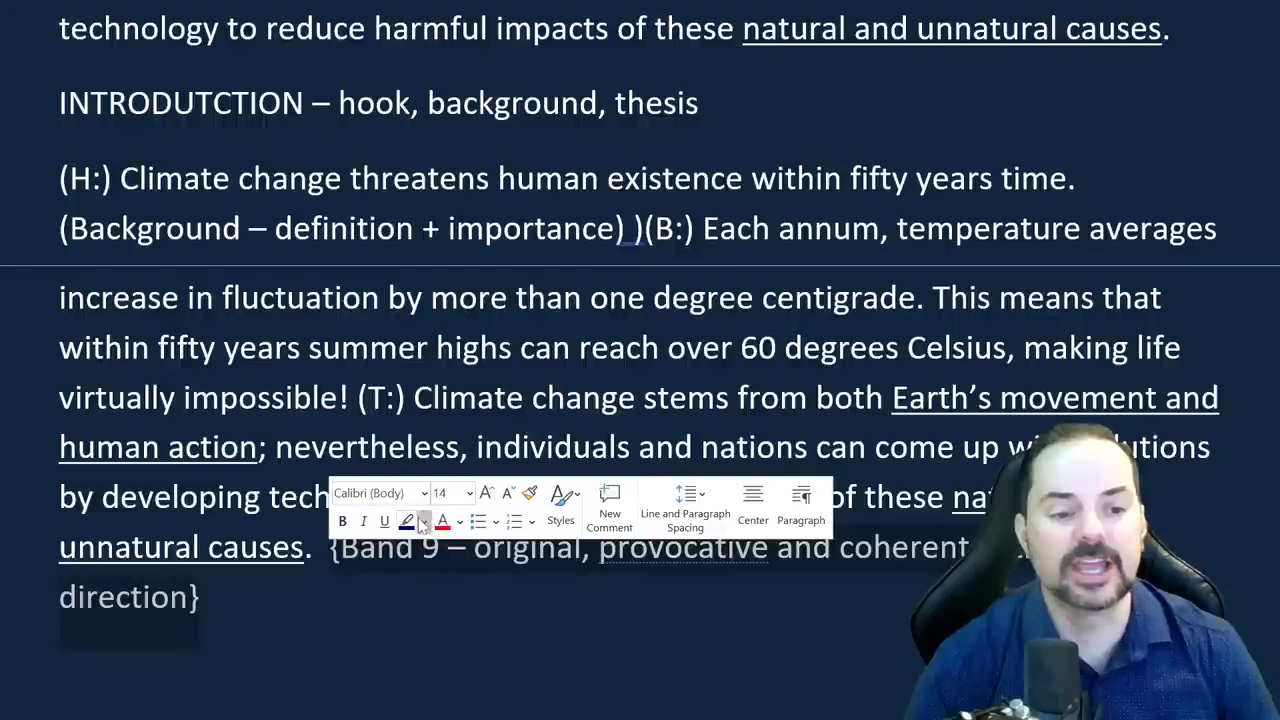 technology to reduce harmful impacts of these natural and unnatural causes.
INTRODUTCTION – hook, background, thesis
(H:) Climate change threatens human existence within fifty years time.
(Background – definition + importance) )(B:) Each annum, temperature averages
increase in fluctuation by more than one degree centigrade. This means that
within fifty years summer highs can reach over 60 degrees Celsius, making life
virtually impossible! (T:) Climate change stems from both Earth's movement and
human action; nevertheless, individuals and nations can come up
by developing of these
Calibri (Body) 14
B I U A Styles New Comment Line and Paragraph Spacing Center Paragraph
unnatural causes. {Band 9 – original, provocative and coherent
direction}